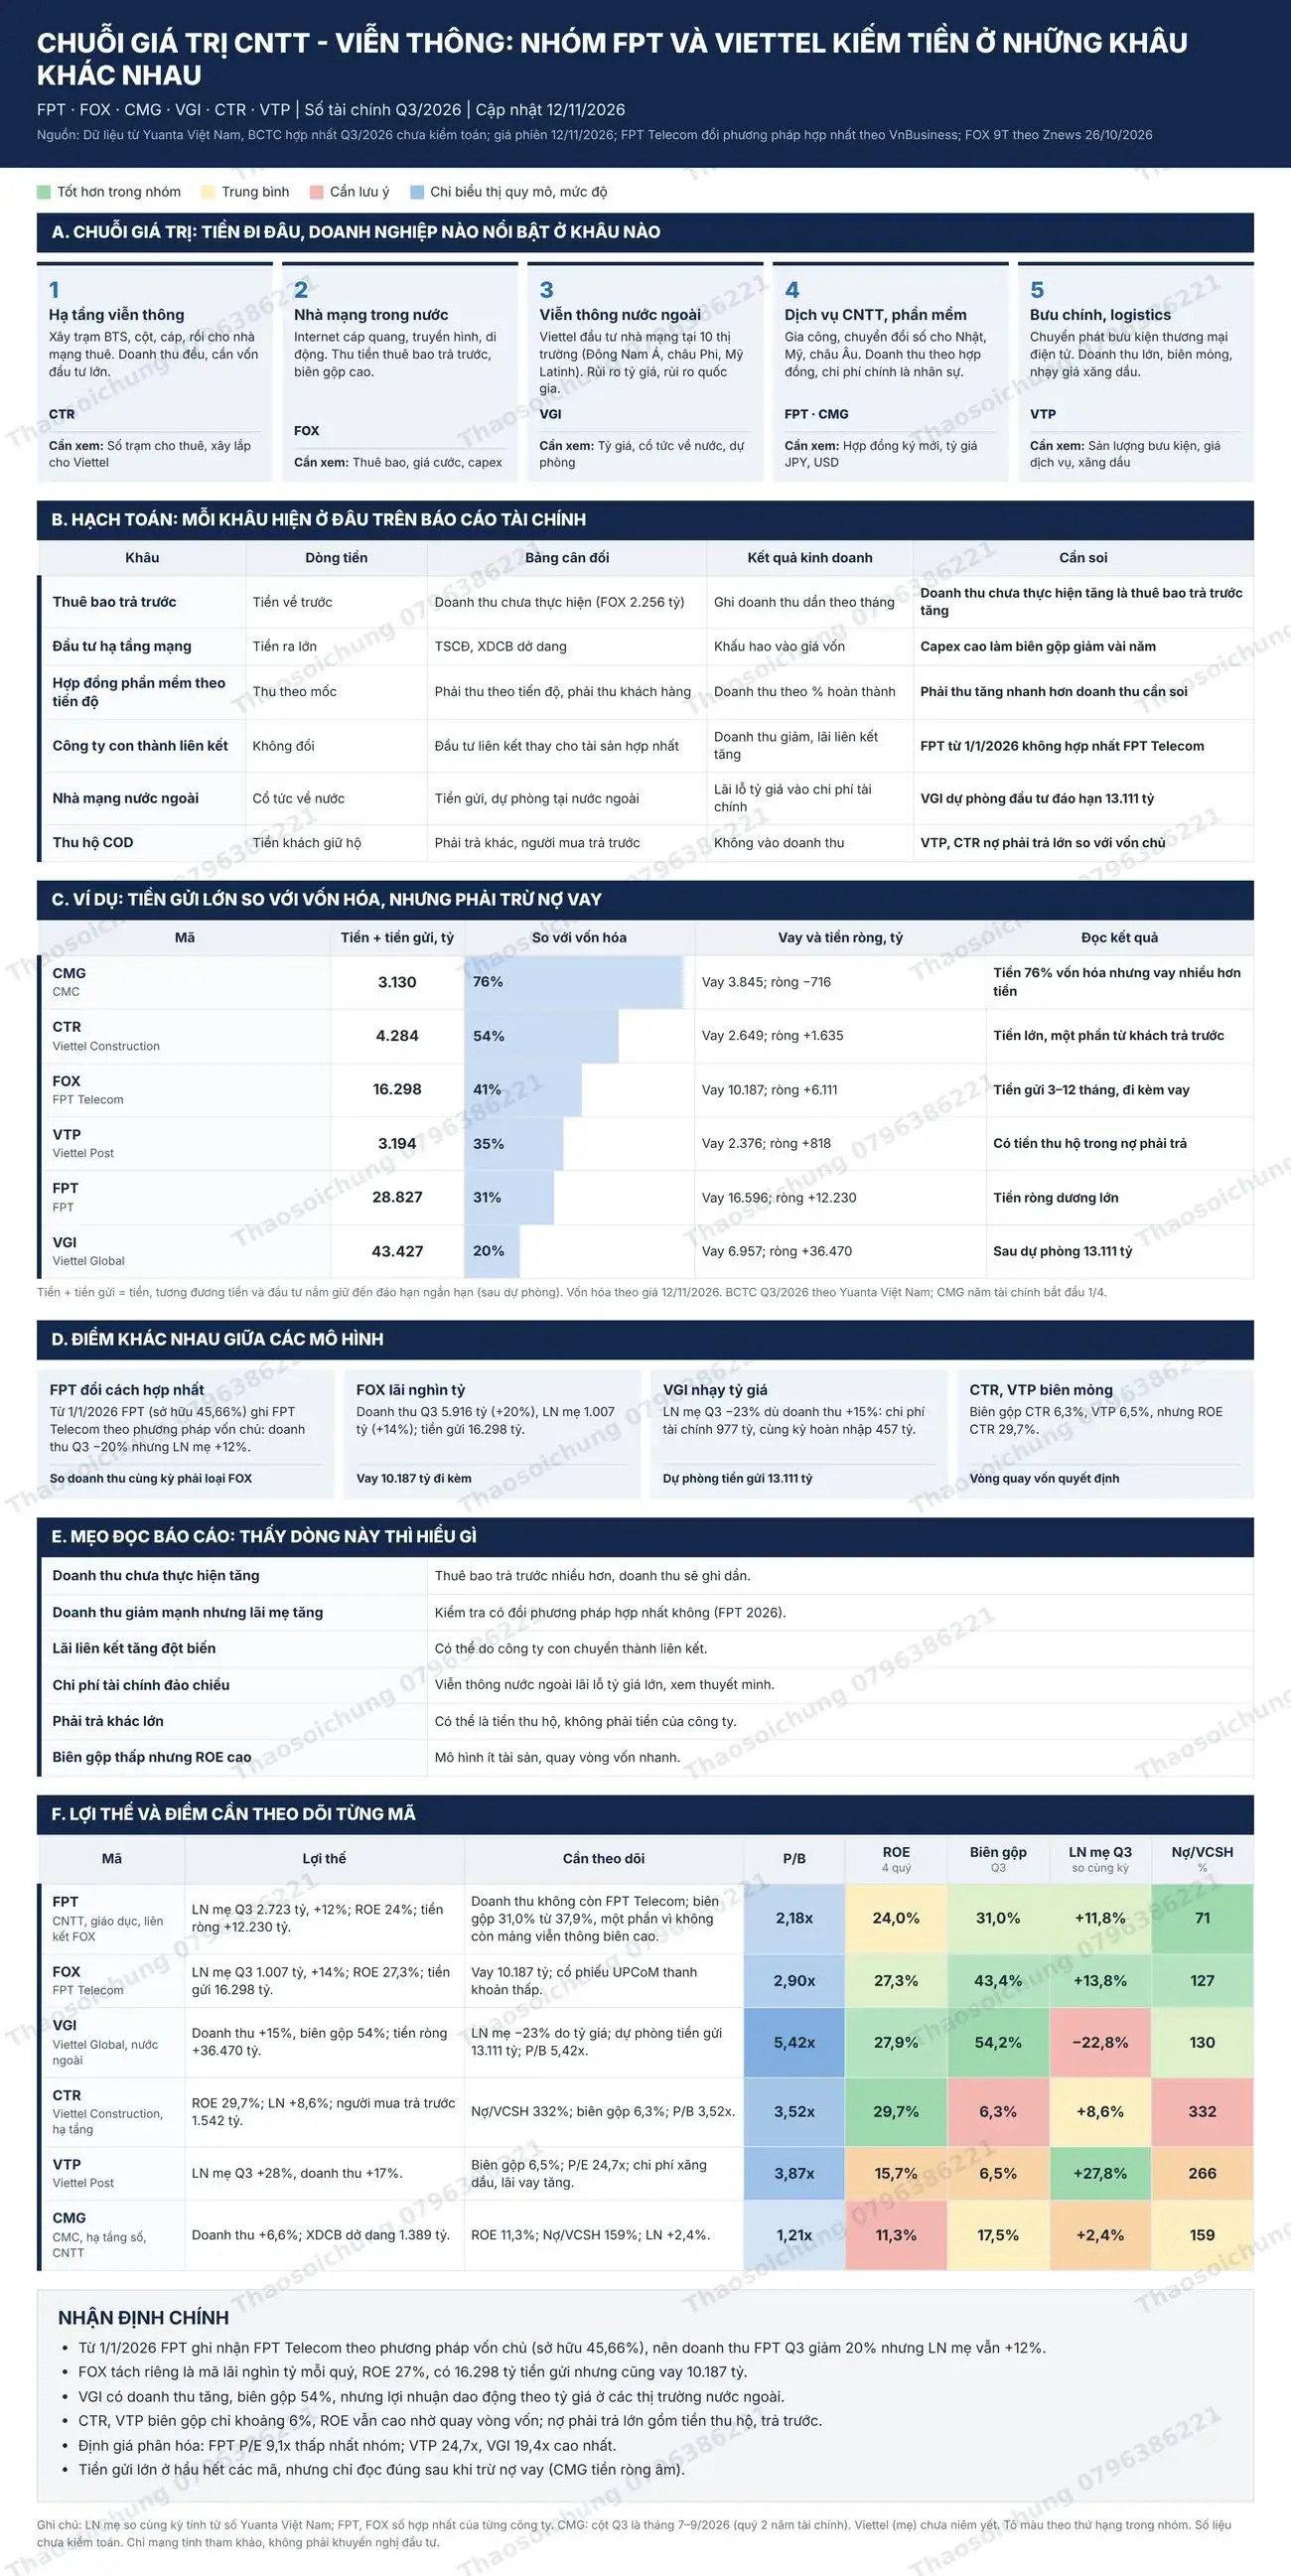 CHUỖI GIÁ TRỊ CNTT - VIỄN THÔNG: NHÓM FPT VÀ VIETTEL KIẾM TIỀN Ở NHỮNG KHÂU
KHÁC NHAU
FPT · FOX · CMG · VGI · CTR · VTP | Số tài chính Q3/2026 | Cập nhật 12/11/2026
Nguồn: Dữ liệu từ Yuanta Việt Nam, BCTC hợp nhất Q3/2026 chưa kiểm toán; giá phiên 12/11/2026; FPT Telecom đổi phương pháp hợp nhất theo VnBusiness; FOX 9T theo Znews 26/10/2026
Tốt hơn trong nhóm
Trung bình
Cần lưu ý
Chỉ biểu thị quy mô, mức độ
A. CHUỖI GIÁ TRỊ: TIỀN ĐI ĐÂU, DOANH NGHIỆP NÀO NỔI BẬT Ở KHÂU NÀO
1
Hạ tầng viễn thông
Xây trạm BTS, cột, cáp, rồi cho nhà
mạng thuê. Doanh thu đều, cần vốn
đầu tư lớn.
CTR
Cần xem: Số trạm cho thuê, xây lắp
cho Viettel
2
Nhà mạng trong nước
Internet cáp quang, truyền hình, di
động. Thu tiền thuê bao trả trước,
biên gộp cao.
FOX
Cần xem: Thuê bao, giá cước, capex
3
Viễn thông nước ngoài
Viettel đầu tư nhà mạng tại 10 thị
trường (Đông Nam Á, châu Phi, Mỹ
Latinh). Rủi ro tỷ giá, rủi ro quốc
gia.
VGI
Cần xem: Tỷ giá, cổ tức về nước, dự
phòng
4
Dịch vụ CNTT, phần mềm
Gia công, chuyển đổi số cho Nhật,
Mỹ, châu Âu. Doanh thu theo hợp
đồng, chi phí chính là nhân sự.
FPT · CMG
Cần xem: Hợp đồng ký mới, tỷ giá
JPY, USD
5
Bưu chính, logistics
Chuyển phát bưu kiện thương mại
điện tử. Doanh thu lớn, biên mỏng,
nhạy giá xăng dầu.
VTP
Cần xem: Sản lượng bưu kiện, giá
dịch vụ, xăng dầu
B. HẠCH TOÁN: MỖI KHÂU HIỆN Ở ĐÂU TRÊN BÁO CÁO TÀI CHÍNH
Khâu Dòng tiền Bảng cân đối Kết quả kinh doanh Cần soi
Thuê bao trả trước Tiền về trước Doanh thu chưa thực hiện (FOX 2.256 tỷ) Ghi doanh thu dần theo tháng Doanh thu chưa thực hiện tăng là thuê bao trả trước
tăng
Đầu tư hạ tầng mạng Tiền ra lớn TSCĐ, XDCB dở dang Khấu hao vào giá vốn Capex cao làm biên gộp giảm vài năm
Hợp đồng phần mềm theo
tiến độ
Thu theo mốc Phải thu theo tiến độ, phải thu khách hàng Doanh thu theo % hoàn thành Phải thu tăng nhanh hơn doanh thu cần soi
Công ty con thành liên kết Không đổi Đầu tư liên kết thay cho tài sản hợp nhất Doanh thu giảm, lãi liên kết
tăng
FPT từ 1/1/2026 không hợp nhất FPT Telecom
Nhà mạng nước ngoài Cổ tức về nước Tiền gửi, dự phòng tại nước ngoài Lãi lỗ tỷ giá vào chi phí tài
chính
VGI dự phòng đầu tư đáo hạn 13.111 tỷ
Thu hộ COD Tiền khách giữ hộ Phải trả khác, người mua trả trước Không vào doanh thu VTP, CTR nợ phải trả lớn so với vốn chủ
C. VÍ DỤ: TIỀN GỬI LỚN SO VỚI VỐN HÓA, NHƯNG PHẢI TRỪ NỢ VAY
Mã Tiền + tiền gửi, tỷ So với vốn hóa Vay và tiền ròng, tỷ Đọc kết quả
CMG
CMC
3.130 76% Vay 3.845; ròng −716 Tiền 76% vốn hóa nhưng vay nhiều hơn
tiền
CTR
Viettel Construction
4.284 54% Vay 2.649; ròng +1.635 Tiền lớn, một phần từ khách trả trước
FOX
FPT Telecom
16.298 41% Vay 10.187; ròng +6.111 Tiền gửi 3–12 tháng, đi kèm vay
VTP
Viettel Post
3.194 35% Vay 2.376; ròng +818 Có tiền thu hộ trong nợ phải trả
FPT
FPT
28.827 31% Vay 16.596; ròng +12.230 Tiền ròng dương lớn
VGI
Viettel Global
43.427 20% Vay 6.957; ròng +36.470 Sau dự phòng 13.111 tỷ
Tiền + tiền gửi = tiền, tương đương tiền và đầu tư nắm giữ đến đáo hạn ngắn hạn (sau dự phòng). Vốn hóa theo giá 12/11/2026. BCTC Q3/2026 theo Yuanta Việt Nam; CMG năm tài chính bắt đầu 1/4.
D. ĐIỂM KHÁC NHAU GIỮA CÁC MÔ HÌNH
FPT đổi cách hợp nhất
Từ 1/1/2026 FPT (sở hữu 45,66%) ghi FPT
Telecom theo phương pháp vốn chủ: doanh
thu Q3 −20% nhưng LN mẹ +12%.
So doanh thu cùng kỳ phải loại FOX
FOX lãi nghìn tỷ
Doanh thu Q3 5.916 tỷ (+20%), LN mẹ 1.007
tỷ (+14%); tiền gửi 16.298 tỷ.
Vay 10.187 tỷ đi kèm
VGI nhạy tỷ giá
LN mẹ Q3 −23% dù doanh thu +15%: chi phí
tài chính 977 tỷ, cùng kỳ hoàn nhập 457 tỷ.
Dự phòng tiền gửi 13.111 tỷ
CTR, VTP biên mỏng
Biên gộp CTR 6,3%, VTP 6,5%, nhưng ROE
CTR 29,7%.
Vòng quay vốn quyết định
E. MẸO ĐỌC BÁO CÁO: THẤY DÒNG NÀY THÌ HIỂU GÌ
Doanh thu chưa thực hiện tăng Thuê bao trả trước nhiều hơn, doanh thu sẽ ghi dần.
Doanh thu giảm mạnh nhưng lãi mẹ tăng Kiểm tra có đổi phương pháp hợp nhất không (FPT 2026).
Lãi liên kết tăng đột biến Có thể do công ty con chuyển thành liên kết.
Chi phí tài chính đảo chiều Viễn thông nước ngoài lãi lỗ tỷ giá lớn, xem thuyết minh.
Phải trả khác lớn Có thể là tiền thu hộ, không phải tiền của công ty.
Biên gộp thấp nhưng ROE cao Mô hình ít tài sản, quay vòng vốn nhanh.
F. LỢI THẾ VÀ ĐIỂM CẦN THEO DÕI TỪNG MÃ
Mã Lợi thế Cần theo dõi P/B ROE Biên gộp LN mẹ Q3 Nợ/VCSH
4 quý Q3 so cùng kỳ %
FPT
CNTT, giáo dục, liên
kết FOX
LN mẹ Q3 2.723 tỷ, +12%; ROE 24%; tiền
ròng +12.230 tỷ.
Doanh thu không còn FPT Telecom; biên
gộp 31,0% từ 37,9%, một phần vì không
còn mảng viễn thông biên cao.
2,18x 24,0% 31,0% +11,8% 71
FOX
FPT Telecom
LN mẹ Q3 1.007 tỷ, +14%; ROE 27,3%; tiền
gửi 16.298 tỷ.
Vay 10.187 tỷ; cổ phiếu UPCoM thanh
khoản thấp.
2,90x 27,3% 43,4% +13,8% 127
VGI
Viettel Global, nước
ngoài
Doanh thu +15%, biên gộp 54%; tiền ròng
+36.470 tỷ.
LN mẹ −23% do tỷ giá; dự phòng tiền gửi
13.111 tỷ; P/B 5,42x.
5,42x 27,9% 54,2% −22,8% 130
CTR
Viettel Construction,
hạ tầng
ROE 29,7%; LN +8,6%; người mua trả trước
1.542 tỷ.
Nợ/VCSH 332%; biên gộp 6,3%; P/B 3,52x.
3,52x 29,7% 6,3% +8,6% 332
VTP
Viettel Post
LN mẹ Q3 +28%, doanh thu +17%.
Biên gộp 6,5%; P/E 24,7x; chi phí xăng
dầu, lãi vay tăng.
3,87x 15,7% 6,5% +27,8% 266
CMG
CMC, hạ tầng số,
CNTT
Doanh thu +6,6%; XDCB dở dang 1.389 tỷ.
ROE 11,3%; Nợ/VCSH 159%; LN +2,4%.
1,21x 11,3% 17,5% +2,4% 159
NHẬN ĐỊNH CHÍNH
• Từ 1/1/2026 FPT ghi nhận FPT Telecom theo phương pháp vốn chủ (sở hữu 45,66%), nên doanh thu FPT Q3 giảm 20% nhưng LN mẹ vẫn +12%.
• FOX tách riêng là mã lãi nghìn tỷ mỗi quý, ROE 27%, có 16.298 tỷ tiền gửi nhưng cũng vay 10.187 tỷ.
• VGI có doanh thu tăng, biên gộp 54%, nhưng lợi nhuận dao động theo tỷ giá ở các thị trường nước ngoài.
• CTR, VTP biên gộp chỉ khoảng 6%, ROE vẫn cao nhờ quay vòng vốn; nợ phải trả lớn gồm tiền thu hộ, trả trước.
• Định giá phân hóa: FPT P/E 9,1x thấp nhất nhóm; VTP 24,7x, VGI 19,4x cao nhất.
• Tiền gửi lớn ở hầu hết các mã, nhưng chỉ đọc đúng sau khi trừ nợ vay (CMG tiền ròng âm).
Ghi chú: LN mẹ so cùng kỳ tính từ số Yuanta Việt Nam; FPT, FOX số hợp nhất của từng công ty. CMG: cột Q3 là tháng 7–9/2026 (quý 2 năm tài chính). Viettel (mẹ) chưa niêm yết. Tô màu theo thứ hạng trong nhóm. Số liệu
chưa kiểm toán. Chỉ mang tính tham khảo, không phải khuyến nghị đầu tư.
Thaosoichung 0796386221